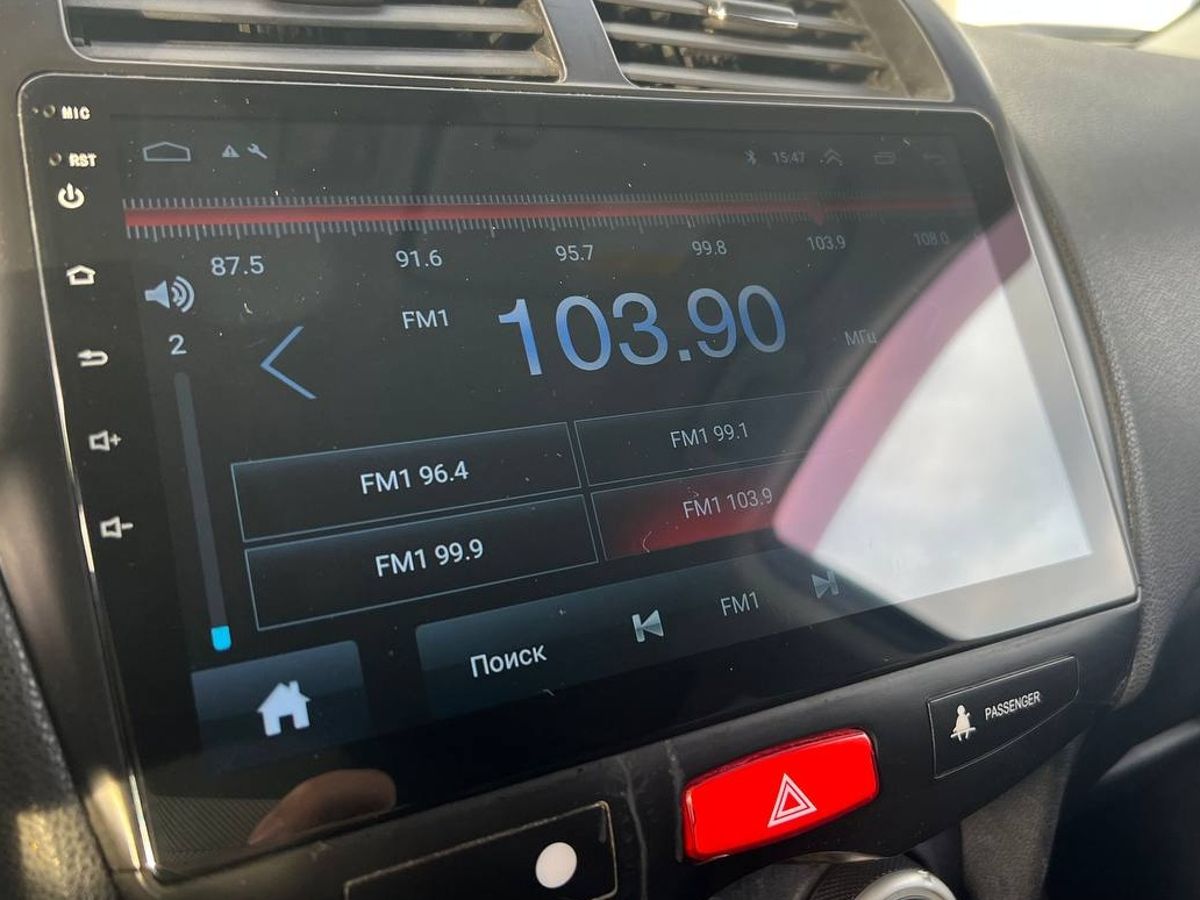 MIC
RST
15:47
87.5 91.6 95.7 99.8 103.9 108.0
2
FM1 103.90 МГц
FM1 96.4 FM1 99.1
FM1 99.9 FM1 103.9
Поиск FM1
PASSENGER